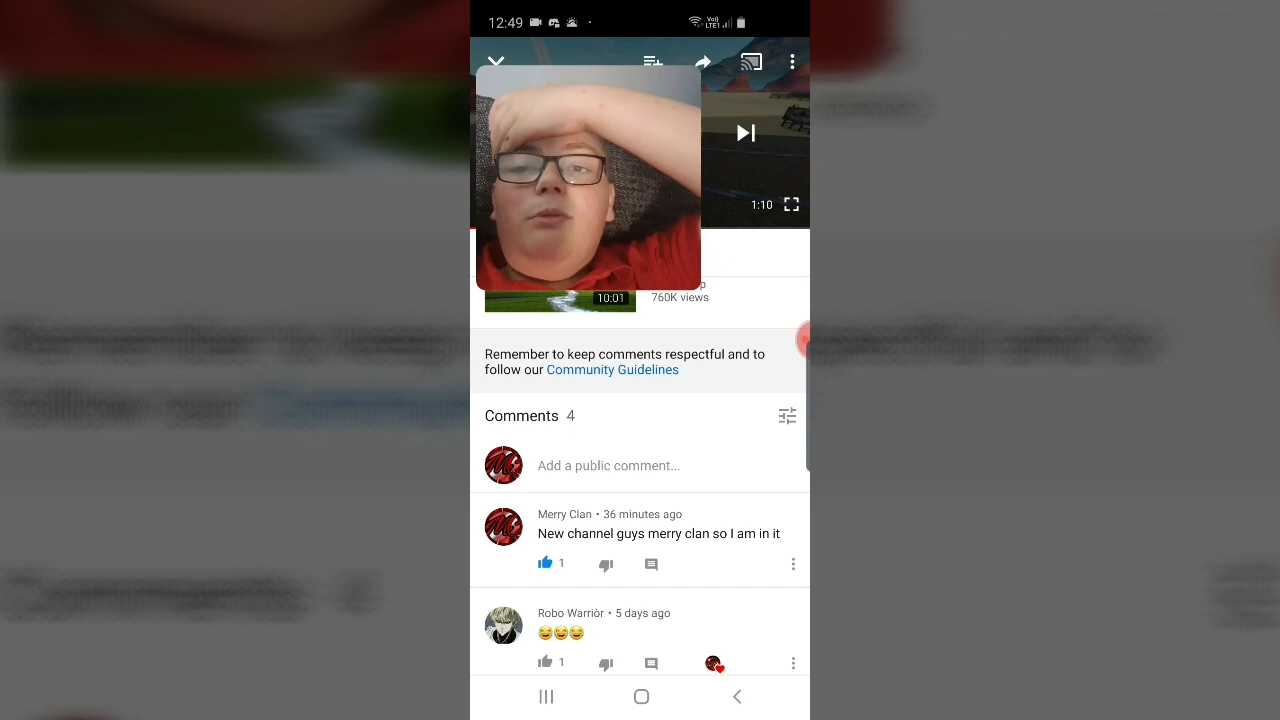 12:49
Vo))
LTE1
1:10
10:01
760K views
Remember to keep comments respectful and to
follow our Community Guidelines
Comments 4
Add a public comment...
Merry Clan • 36 minutes ago
New channel guys merry clan so I am in it
1
Robo Warriòr • 5 days ago
😂😂😂
1